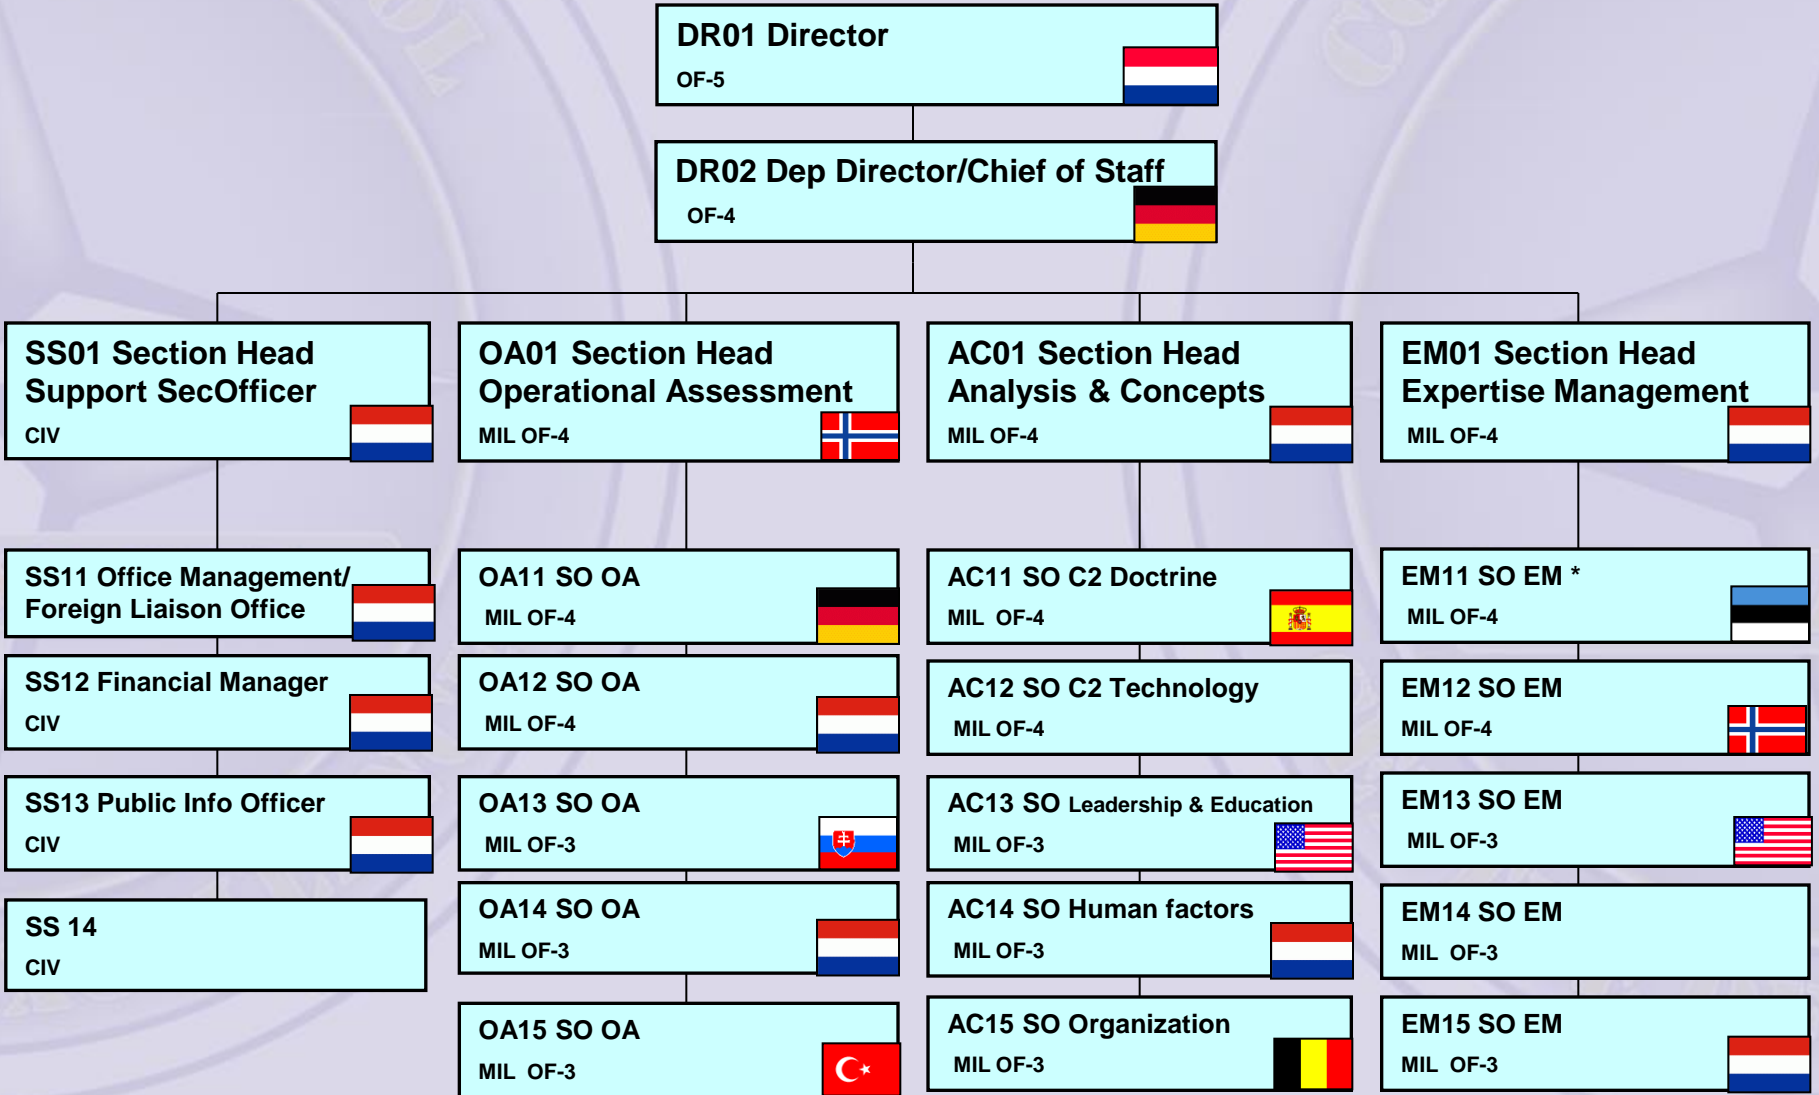 DR01 Director
OF-5
DR02 Dep Director/Chief of Staff
OF-4
SS01 Section Head
Support SecOfficer
CIV
OA01 Section Head
Operational Assessment
MIL OF-4
AC01 Section Head
Analysis & Concepts
MIL OF-4
EM01 Section Head
Expertise Management
MIL OF-4
SS11 Office Management/
Foreign Liaison Office
SS12 Financial Manager
CIV
SS13 Public Info Officer
CIV
SS 14
CIV
OA11 SO OA
MIL OF-4
OA12 SO OA
MIL OF-4
OA13 SO OA
MIL OF-3
OA14 SO OA
MIL OF-3
OA15 SO OA
MIL OF-3
AC11 SO C2 Doctrine
MIL OF-4
AC12 SO C2 Technology
MIL OF-4
AC13 SO Leadership & Education
MIL OF-3
AC14 SO Human factors
MIL OF-3
AC15 SO Organization
MIL OF-3
EM11 SO EM *
MIL OF-4
EM12 SO EM
MIL OF-4
EM13 SO EM
MIL OF-3
EM14 SO EM
MIL OF-3
EM15 SO EM
MIL OF-3